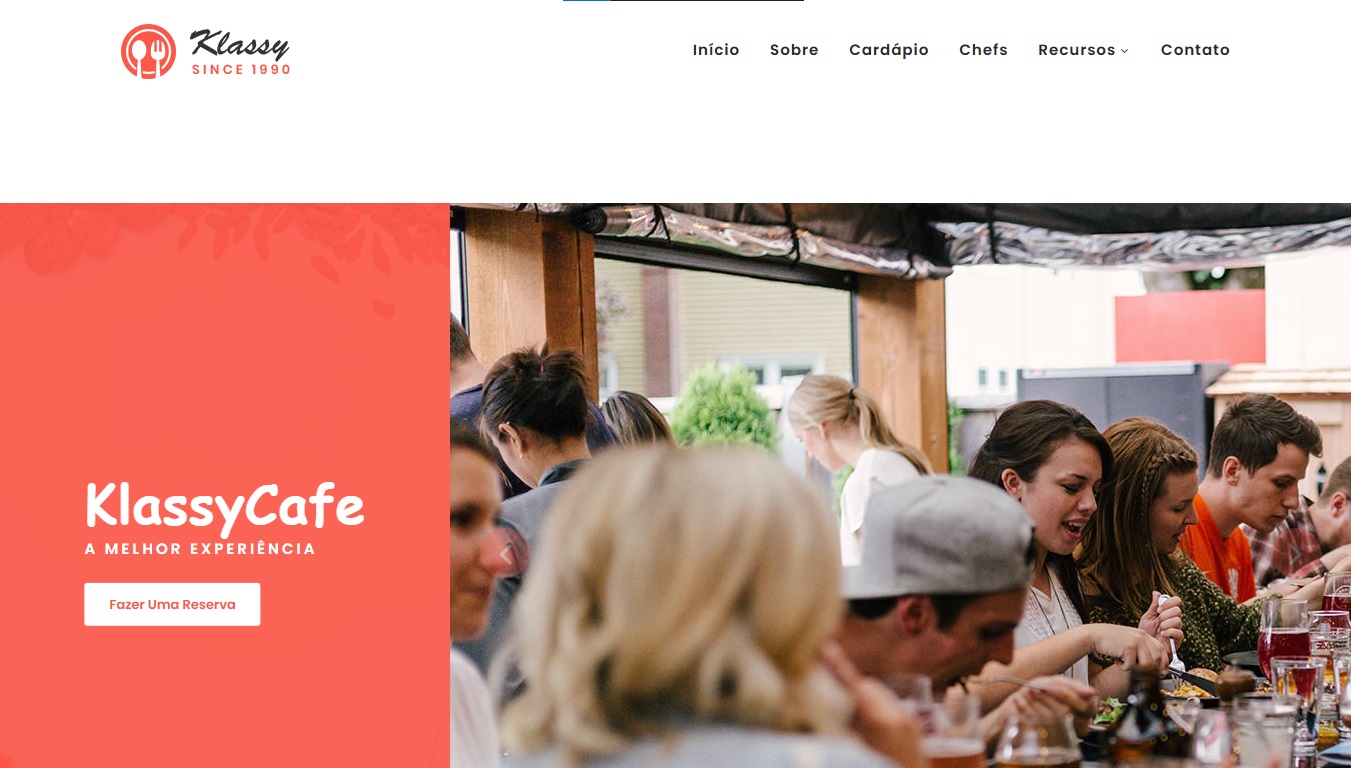 Klassy
SINCE 1990
Início Sobre Cardápio Chefs Recursos Contato
KlassyCafe
A MELHOR EXPERIÊNCIA
Fazer Uma Reserva